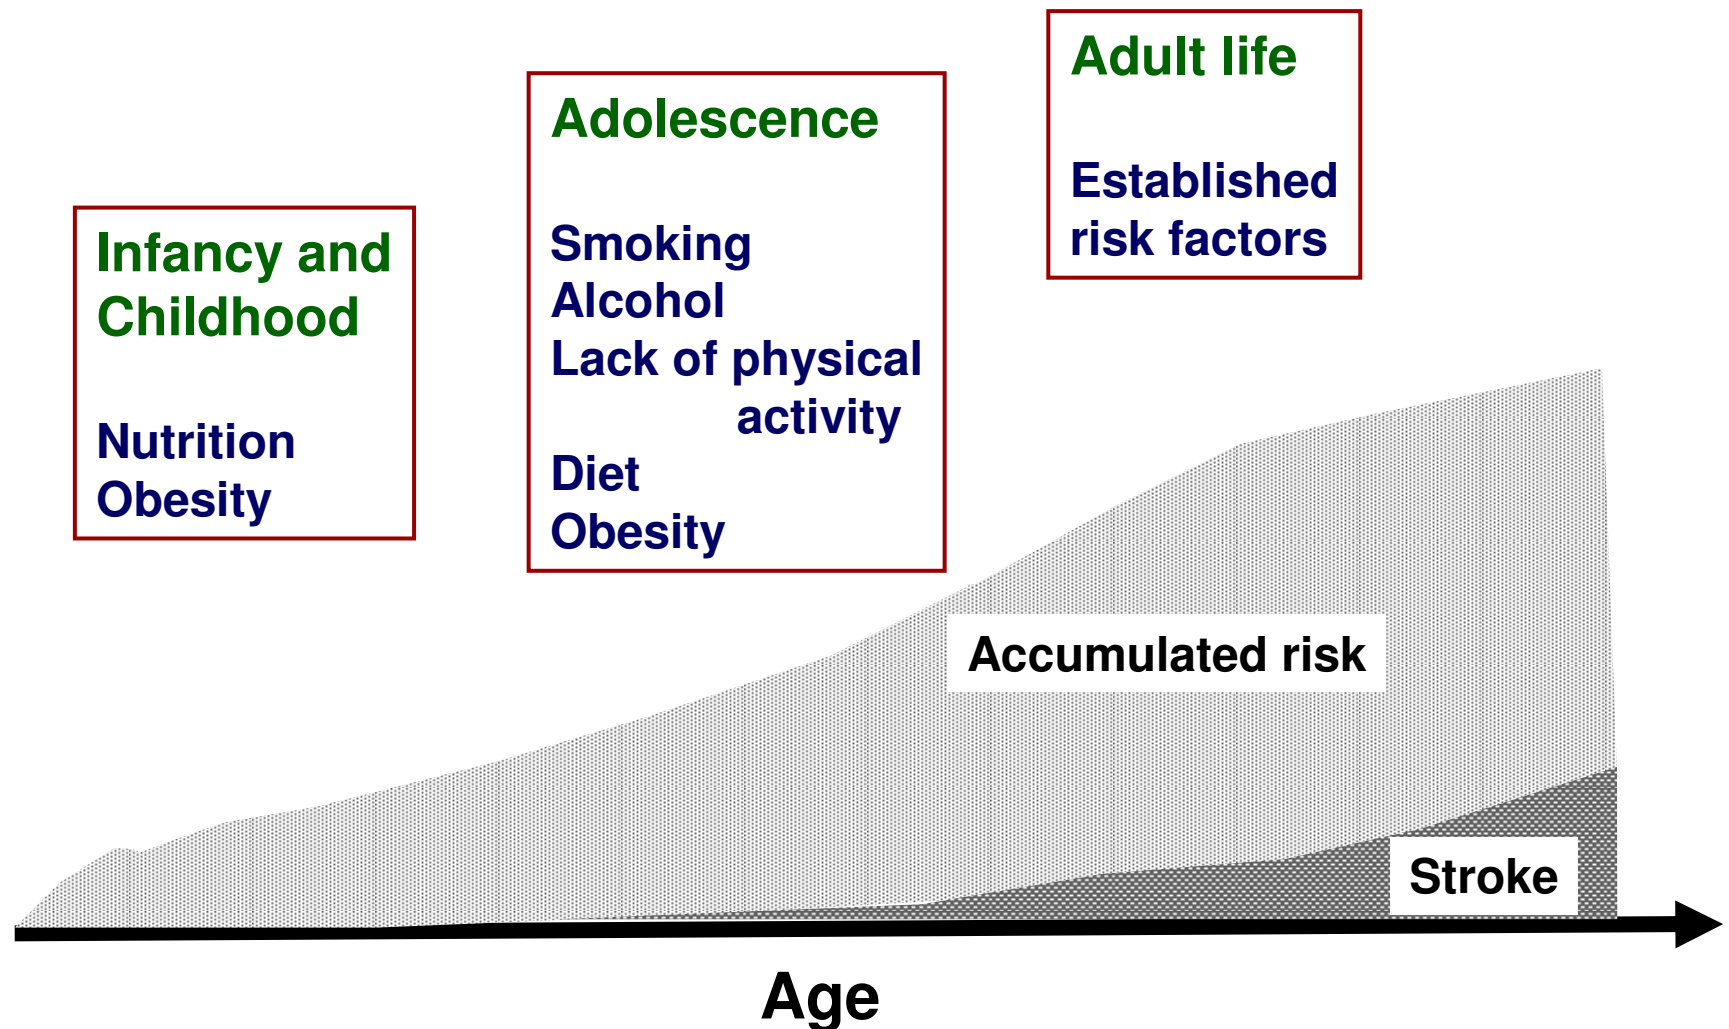 Infancy and
Childhood
Nutrition
Obesity
Adolescence
Smoking
Alcohol
Lack of physical
activity
Diet
Obesity
Adult life
Established
risk factors
Accumulated risk
Stroke
Age